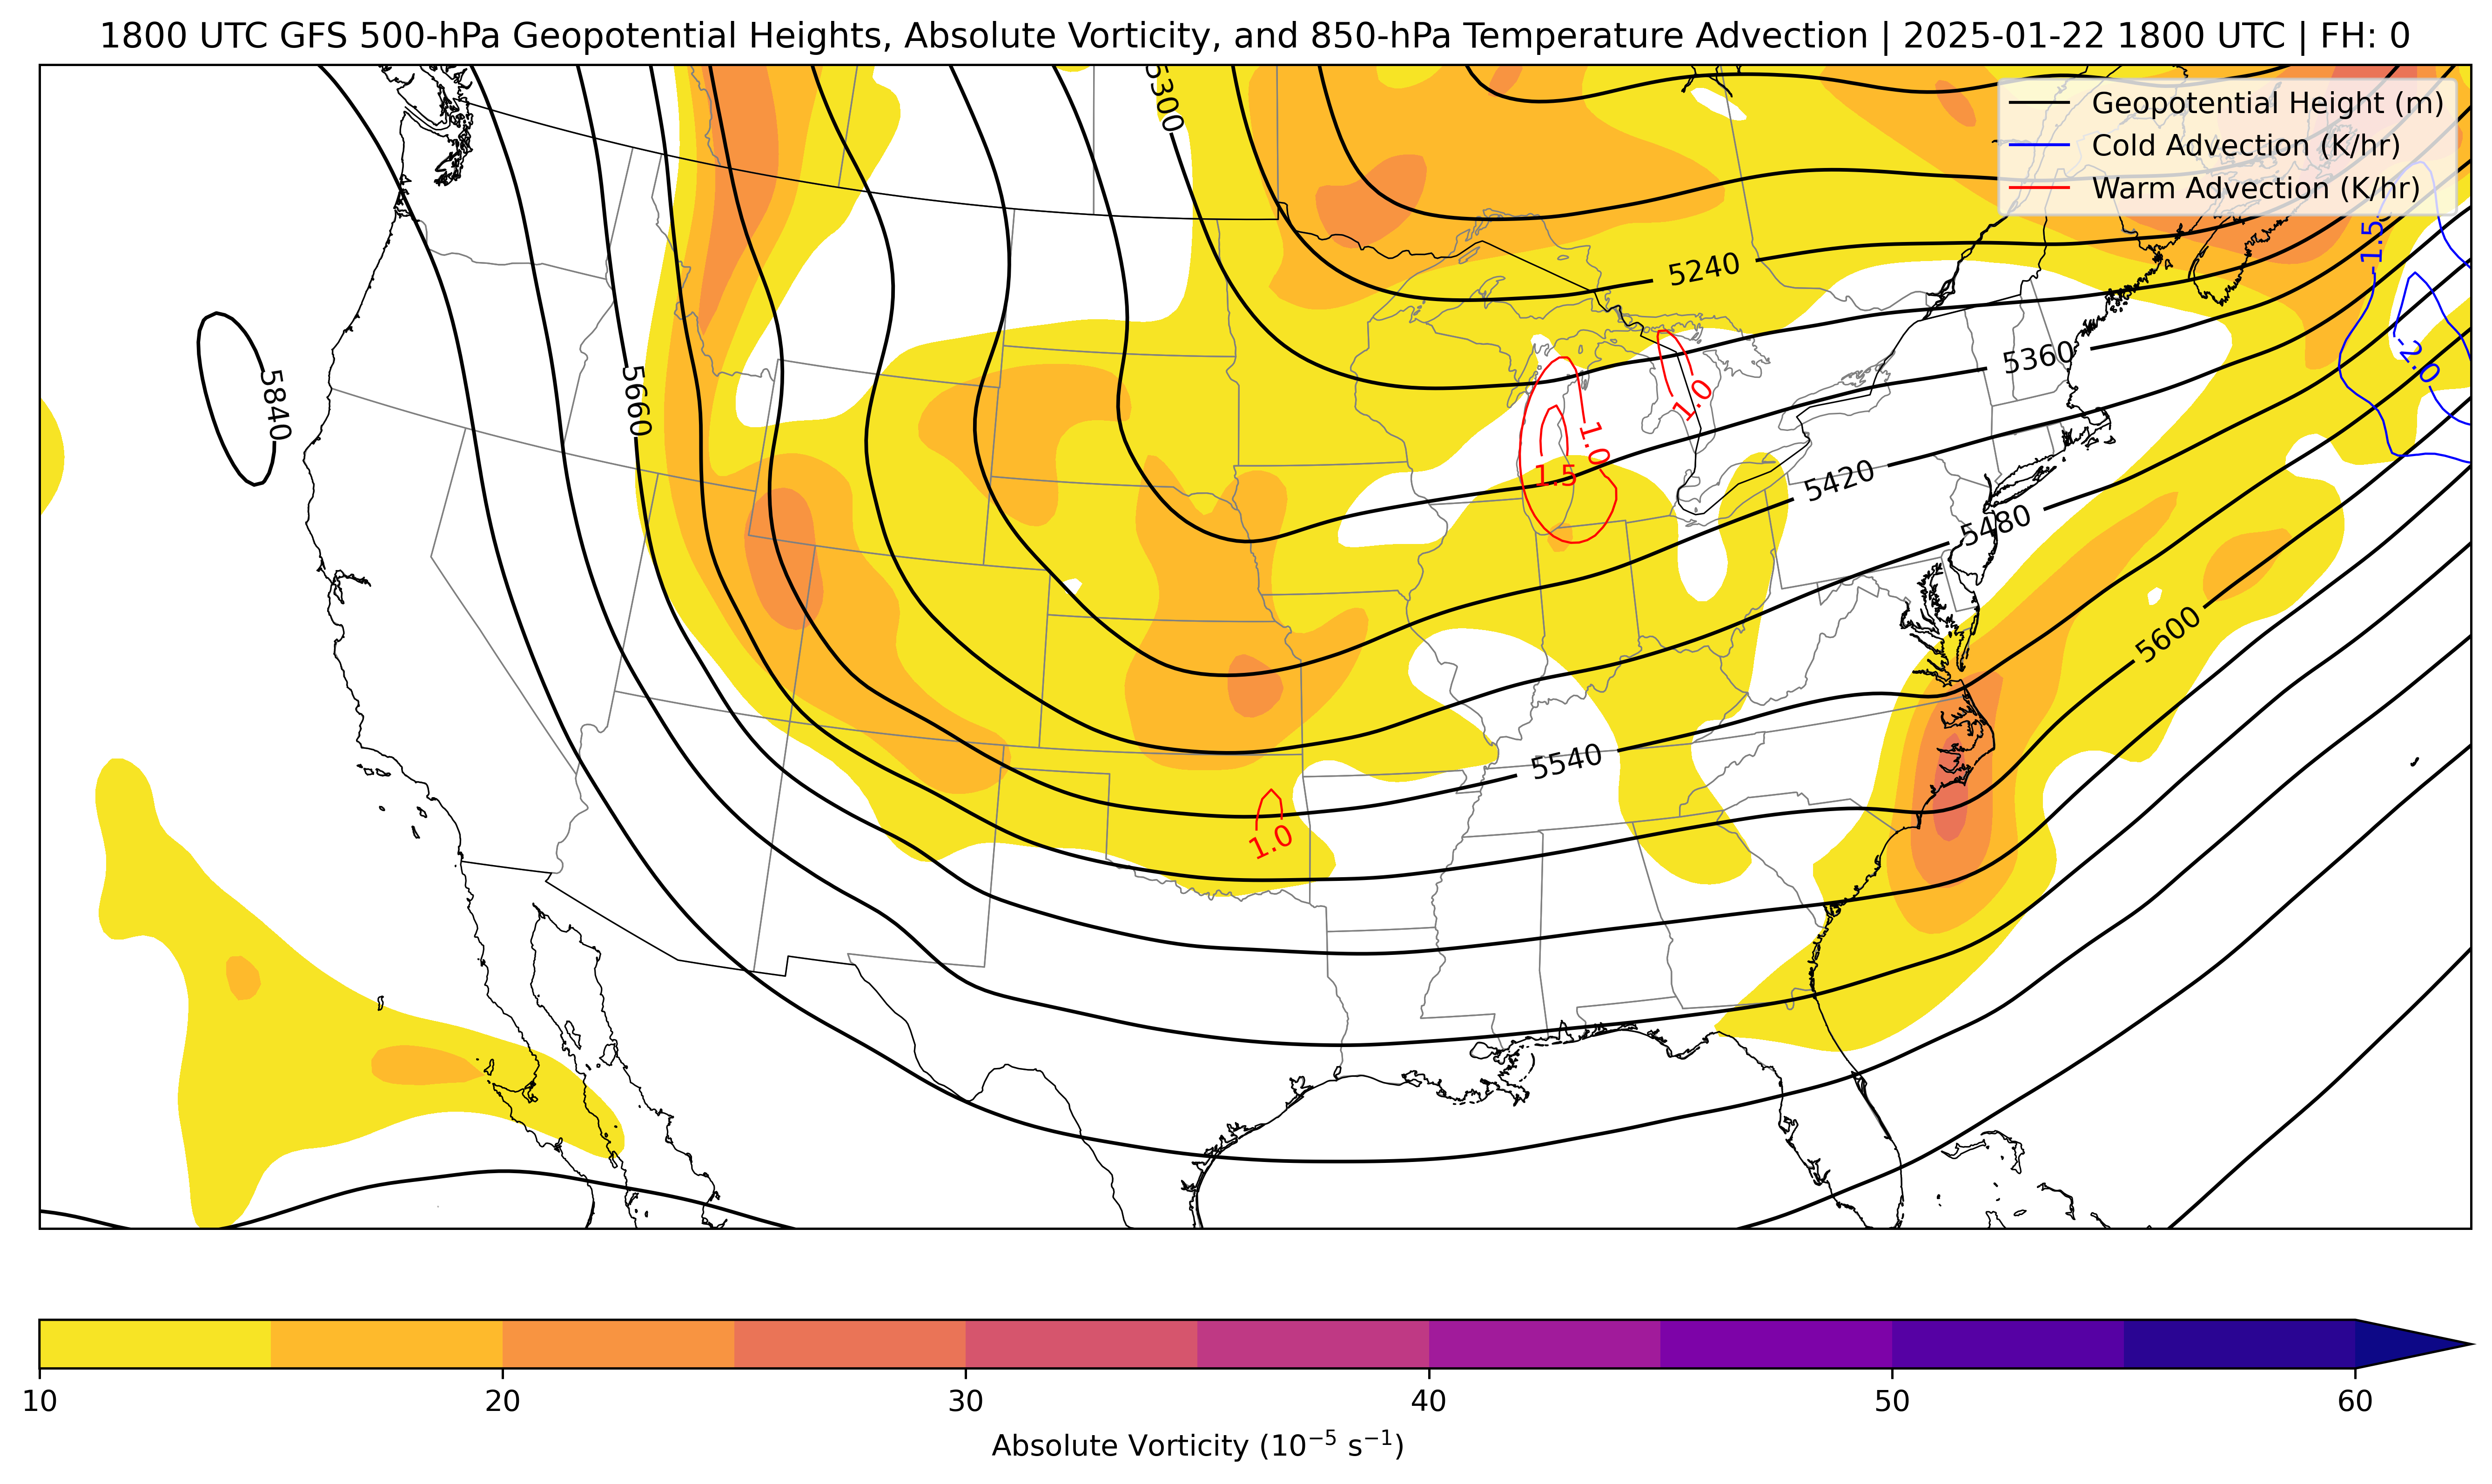 1800 UTC GFS 500-hPa Geopotential Heights, Absolute Vorticity, and 850-hPa Temperature Advection | 2025-01-22 1800 UTC | FH: 0
Geopotential Height (m)
Cold Advection (K/hr)
Warm Advection (K/hr)
5300
-1.5
5240
5360
-2.0
5840
5660
1.0
1.0
1.5
5420
5480
5600
5540
1.0
10 20 30 40 50 60
Absolute Vorticity (10⁻⁵ s⁻¹)